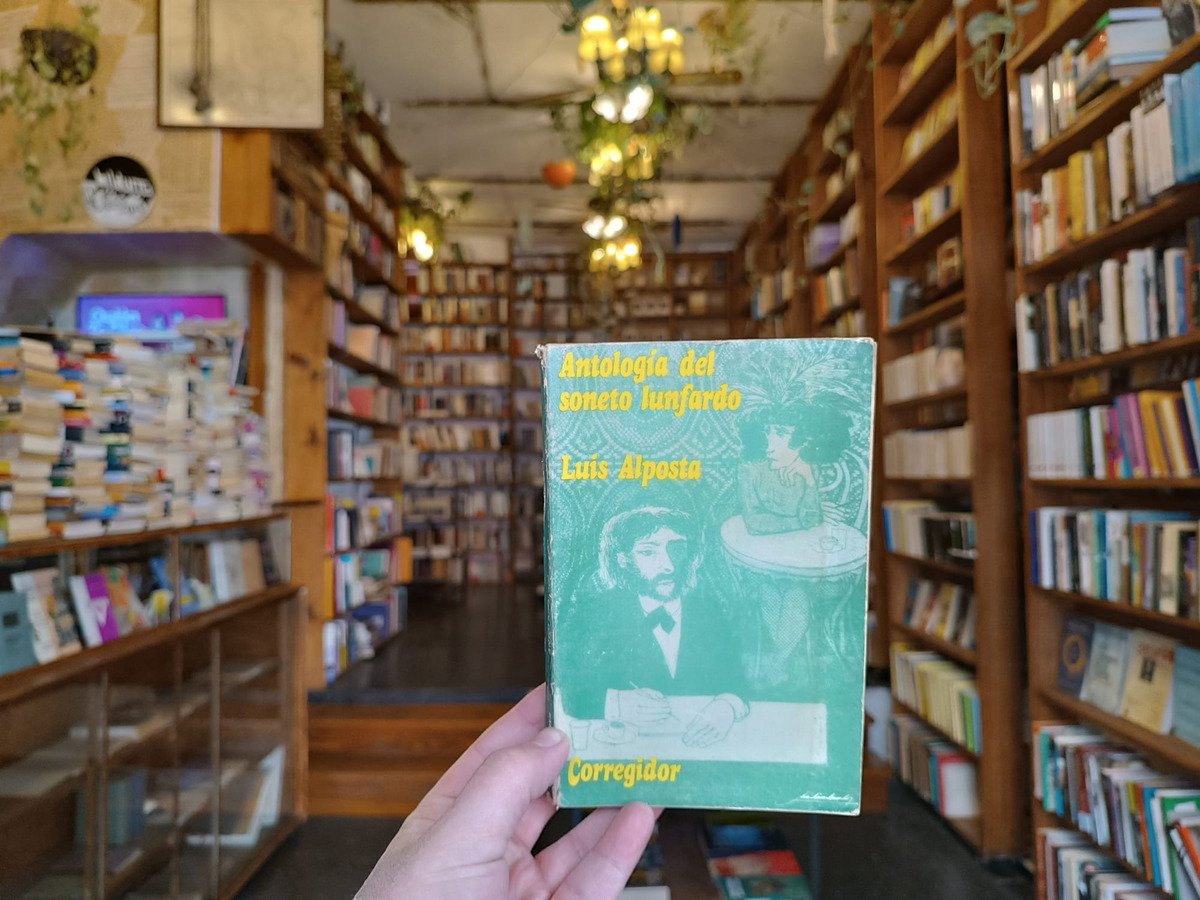 Antología del
soneto lunfardo
Luis Alposta
Corregidor